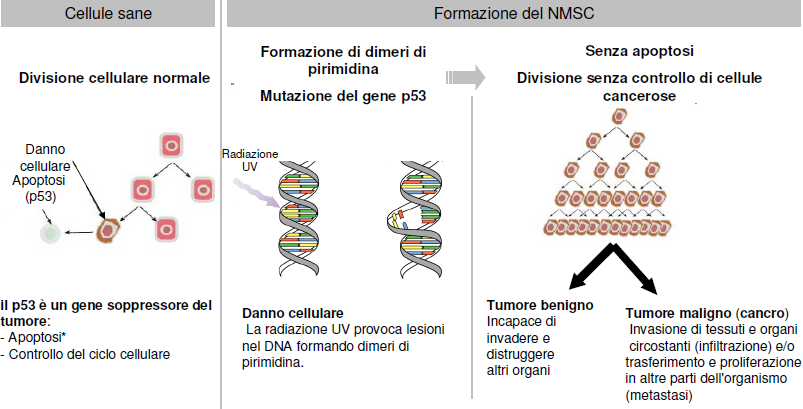 Cellule sane
Formazione del NMSC
Divisione cellulare normale
Danno
cellulare
Apoptosi
(p53)
il p53 è un gene soppressore del
tumore:
- Apoptosi*
- Controllo del ciclo cellulare
Formazione di dimeri di
pirimidina
Mutazione del gene p53
Radiazione
UV
Danno cellulare
La radiazione UV provoca lesioni
nel DNA formando dimeri di
pirimidina.
Senza apoptosi
Divisione senza controllo di cellule
cancerose
Tumore benigno
Incapace di
invadere e
distruggere
altri organi
Tumore maligno (cancro)
Invasione di tessuti e organi
circostanti (infiltrazione) e/o
trasferimento e proliferazione
in altre parti dell'organismo
(metastasi)